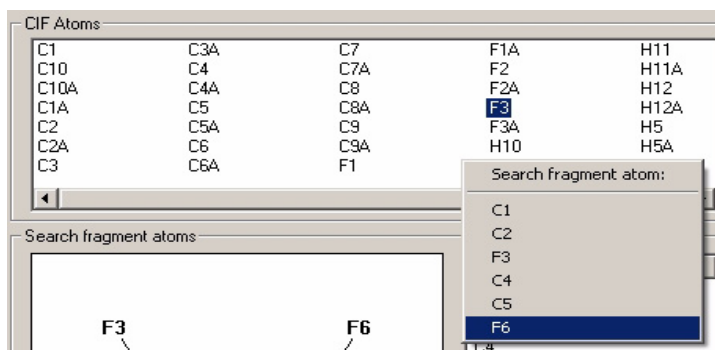 CIF Atoms
C1 C3A C7 F1A H11
C10 C4 C7A F2 H11A
C10A C4A C8 F2A H12
C1A C5 C8A F3 H12A
C2 C5A C9 F3A H5
C2A C6 C9A H10 H5A
C3 C6A F1
Search fragment atom:
C1
C2
F3
C4
C5
F6
Search fragment atoms
F3 F6